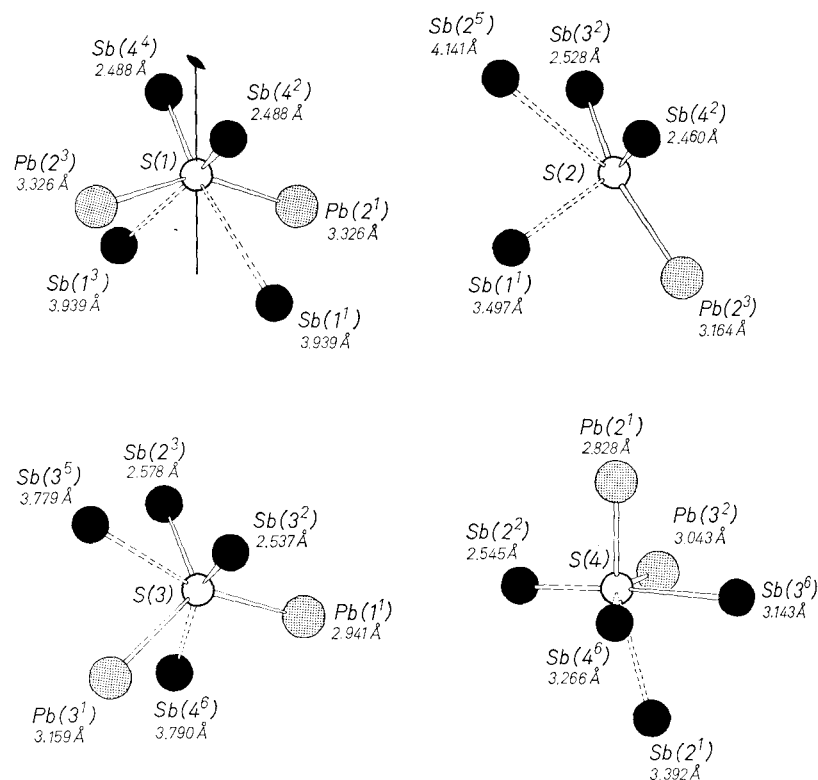 Sb(4⁴)
2.488 Å
Sb(4²)
2.488 Å
S(1)
Pb(2³)
3.326 Å
Pb(2¹)
3.326 Å
Sb(1³)
3.939 Å
Sb(1¹)
3.939 Å
Sb(2⁵)
4.141 Å
Sb(3²)
2.528 Å
Sb(4²)
2.460 Å
S(2)
Sb(1¹)
3.497 Å
Pb(2³)
3.164 Å
Sb(3⁵)
3.779 Å
Sb(2³)
2.578 Å
Sb(3²)
2.537 Å
S(3)
Pb(1¹)
2.941 Å
Pb(3¹)
3.159 Å
Sb(4⁶)
3.790 Å
Pb(2¹)
2.828 Å
Sb(2²)
2.545 Å
S(4)
Pb(3²)
3.043 Å
Sb(3⁶)
3.143 Å
Sb(4⁶)
3.266 Å
Sb(2¹)
3.392 Å